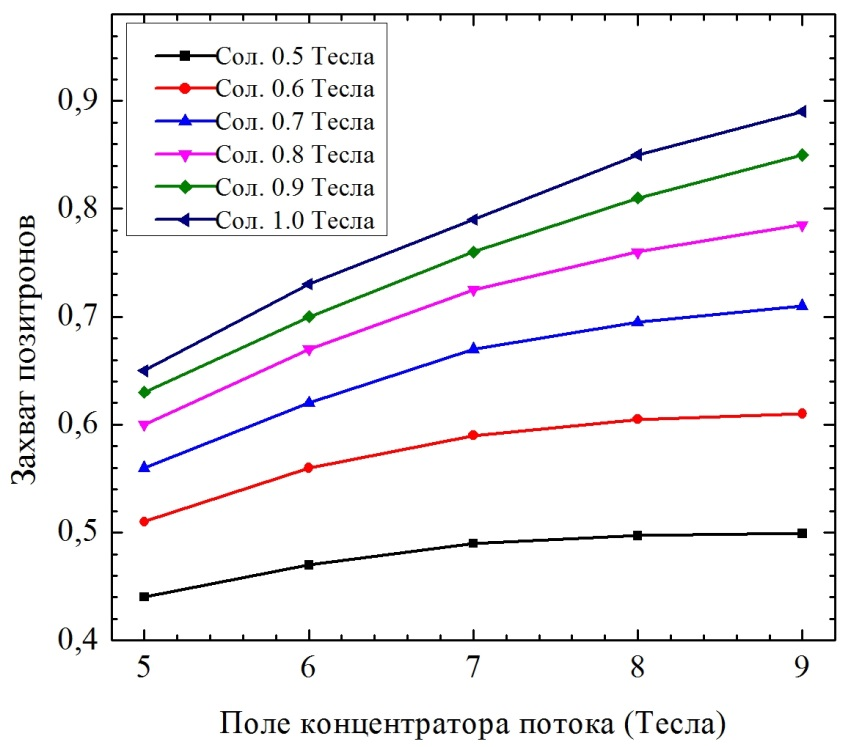 Сол. 0.5 Тесла
Сол. 0.6 Тесла
Сол. 0.7 Тесла
Сол. 0.8 Тесла
Сол. 0.9 Тесла
Сол. 1.0 Тесла
0,9
0,8
0,7
0,6
0,5
0,4
Захват позитронов
5 6 7 8 9
Поле концентратора потока (Тесла)